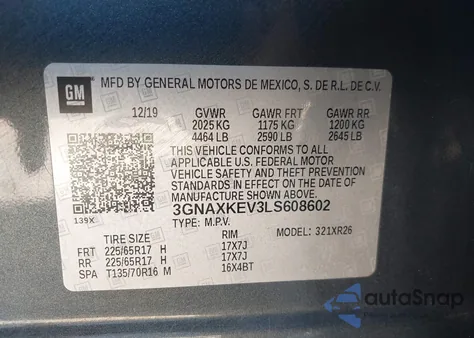 GM
MFD BY GENERAL MOTORS DE MEXICO, S. DE R.L. DE C.V.
12/19 GVWR GAWR FRT GAWR RR
2025 KG 1175 KG 1200 KG
4464 LB 2590 LB 2645 LB
THIS VEHICLE CONFORMS TO ALL
APPLICABLE U.S. FEDERAL MOTOR
VEHICLE SAFETY AND THEFT PREVENTION
STANDARDS IN EFFECT ON THE DATE OF
MANUFACTURE SHOWN ABOVE.
139X 3GNAXKEV3LS608602
TYPE: M.P.V. MODEL: 321XR26
TIRE SIZE RIM
FRT 225/65R17 H 17X7J
RR 225/65R17 H 17X7J
SPA T135/70R16 M 16X4BT
autoSnap
AutoSnap